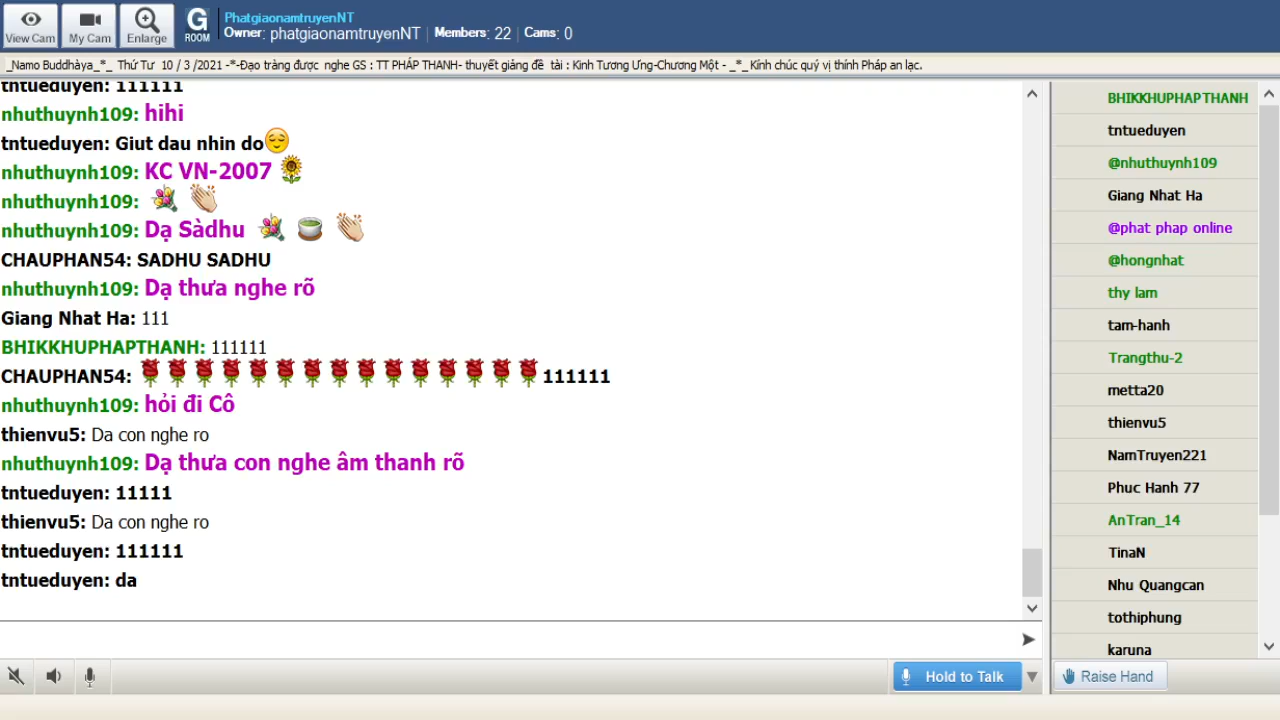 View Cam
My Cam
Enlarge
G
ROOM
PhatgiaonamtruyenNT
Owner: phatgiaonamtruyenNT | Members: 22 | Cams: 0
_Namo Buddhàya_*_ Thứ Tư 10 / 3 /2021 -*-Đạo tràng được nghe GS : TT PHÁP THANH- thuyết giảng đề tài : Kinh Tương Ưng-Chương Một - _*_ Kính chúc quý vị thính Pháp an lạc.
tntueduyen: 111111
nhuthuynh109: hihi
tntueduyen: Giut dau nhin do
nhuthuynh109: KC VN-2007
nhuthuynh109:
nhuthuynh109: Dạ Sàdhu
CHAUPHAN54: SADHU SADHU
nhuthuynh109: Dạ thưa nghe rõ
Giang Nhat Ha: 111
BHIKKHUPHAPTHANH: 111111
CHAUPHAN54: 111111
nhuthuynh109: hỏi đi Cô
thienvu5: Da con nghe ro
nhuthuynh109: Dạ thưa con nghe âm thanh rõ
tntueduyen: 11111
thienvu5: Da con nghe ro
tntueduyen: 111111
tntueduyen: da
BHIKKHUPHAPTHANH
tntueduyen
@nhuthuynh109
Giang Nhat Ha
@phat phap online
@hongnhat
thy lam
tam-hanh
Trangthu-2
metta20
thienvu5
NamTruyen221
Phuc Hanh 77
AnTran_14
TinaN
Nhu Quangcan
tothiphung
karuna
Hold to Talk
Raise Hand